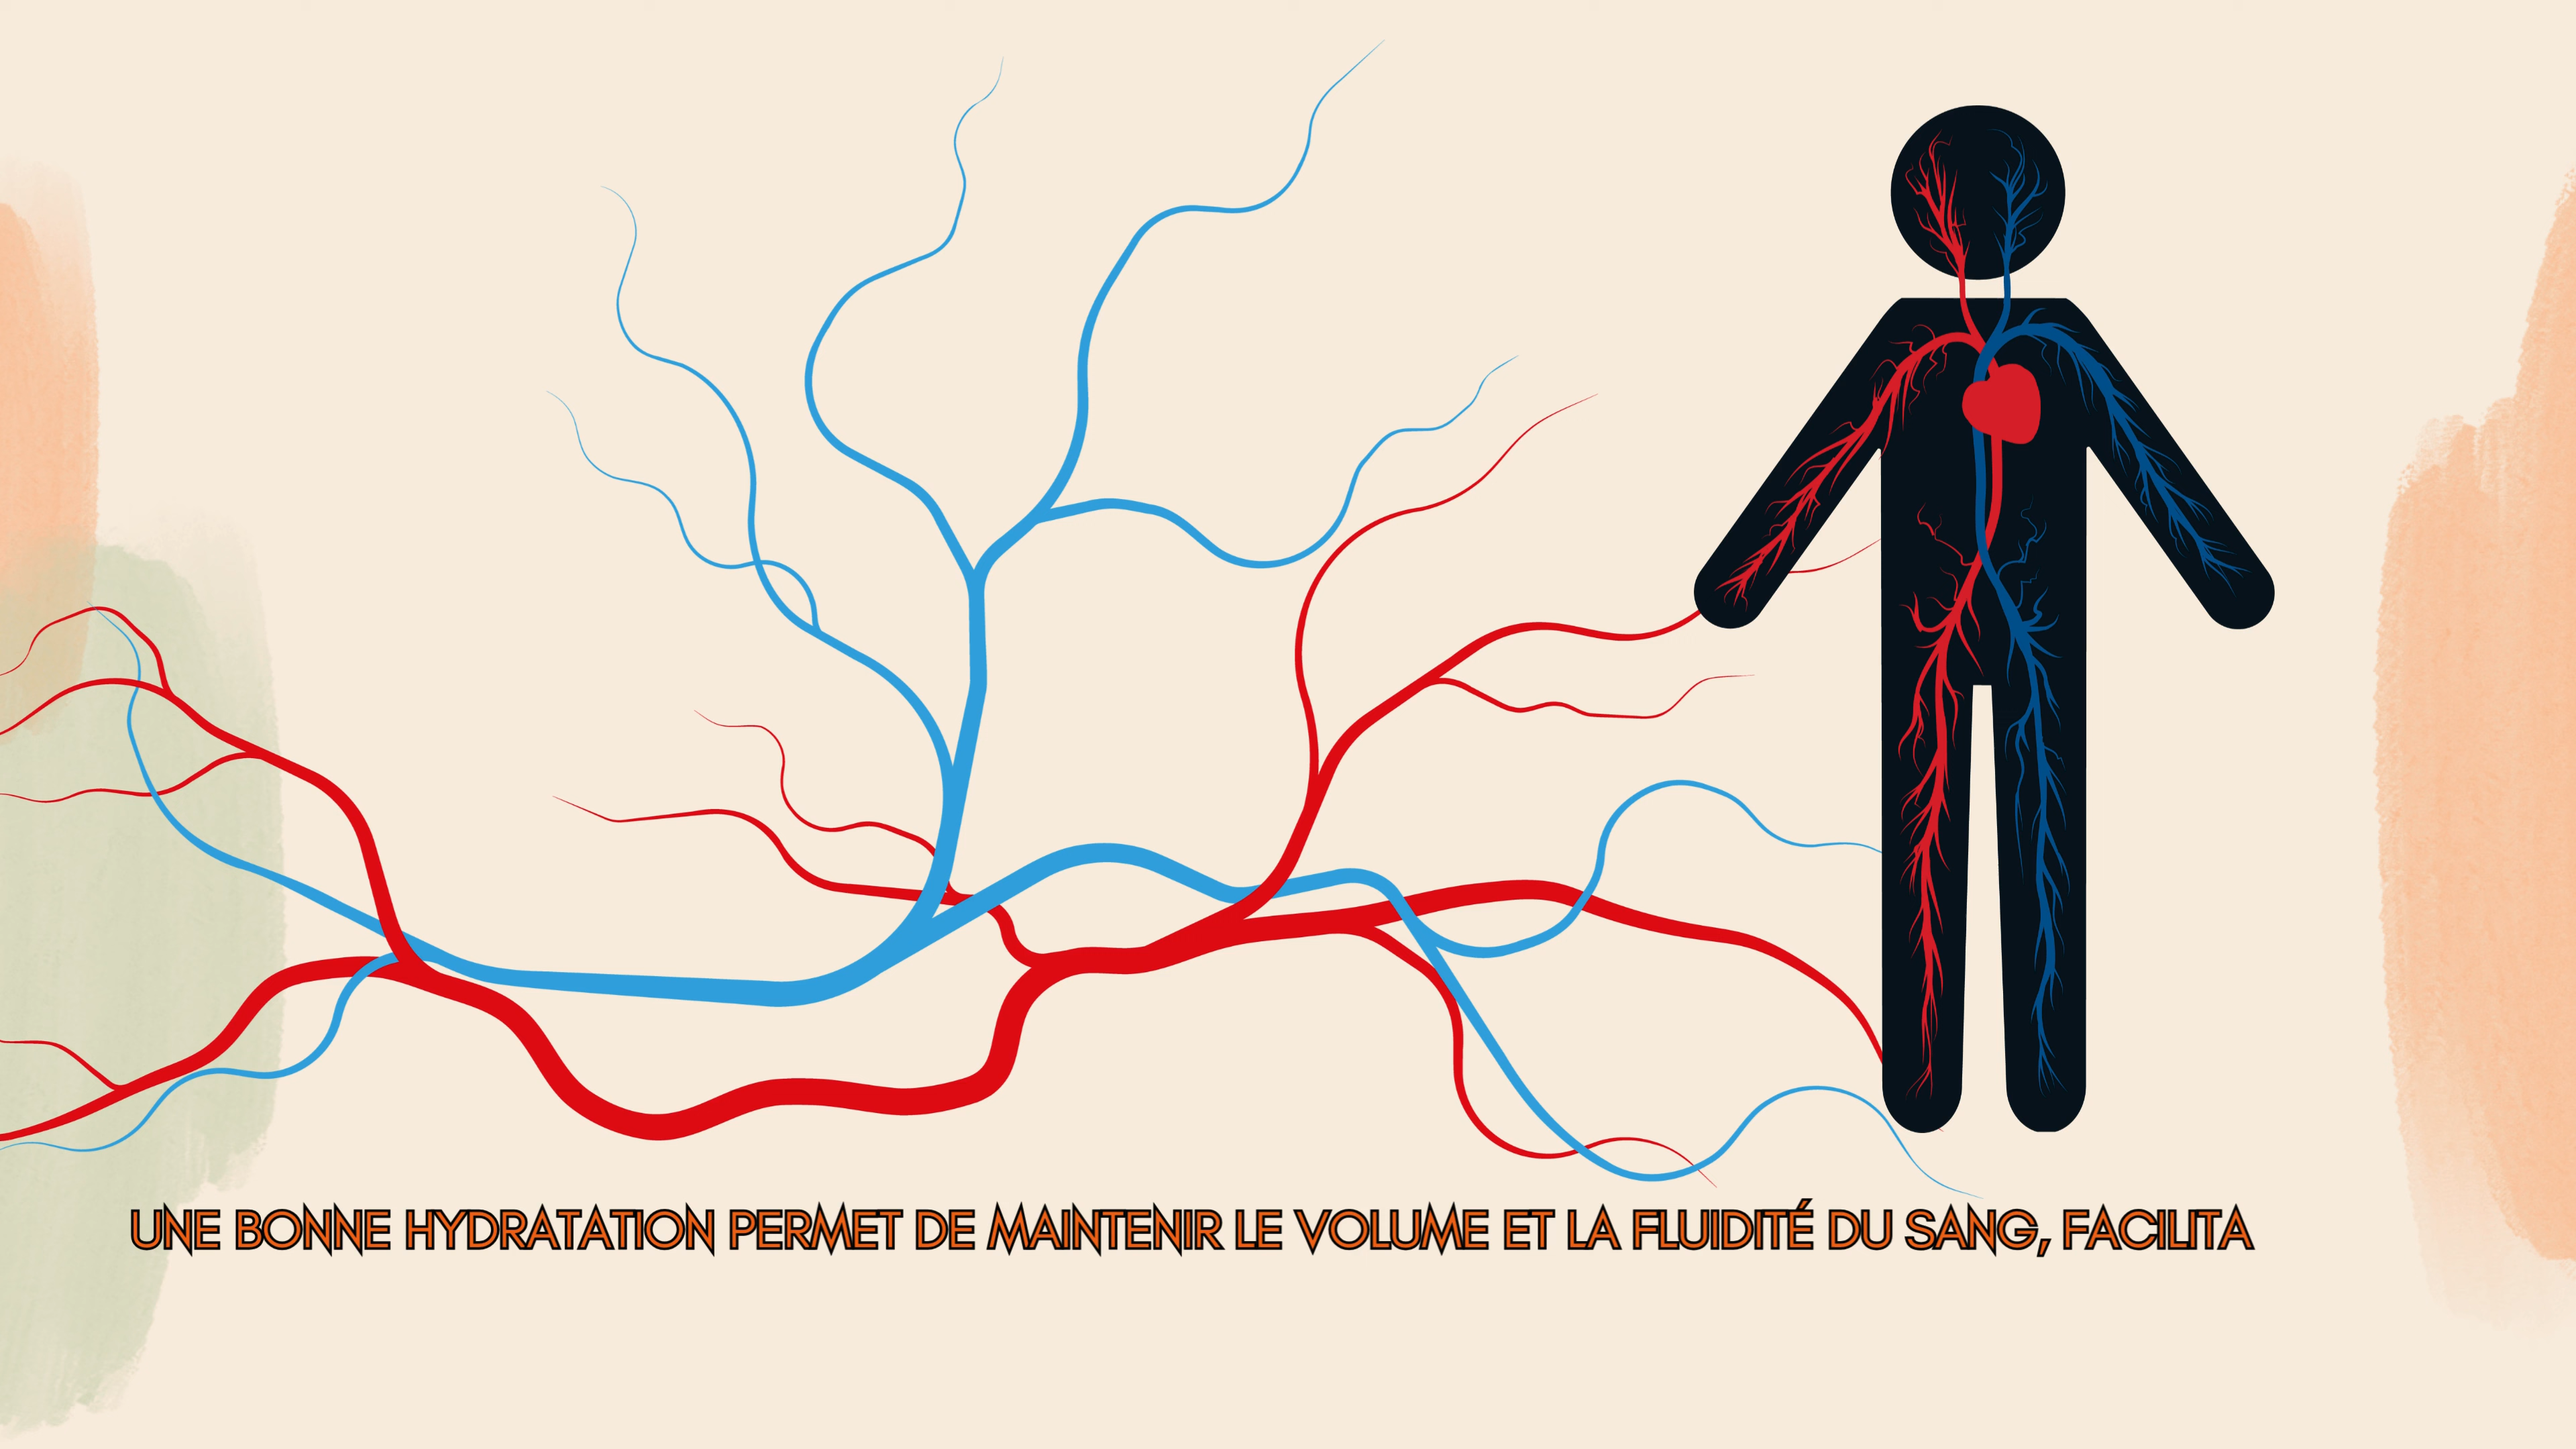 UNE BONNE HYDRATATION PERMET DE MAINTENIR LE VOLUME ET LA FLUIDITÉ DU SANG, FACILITA